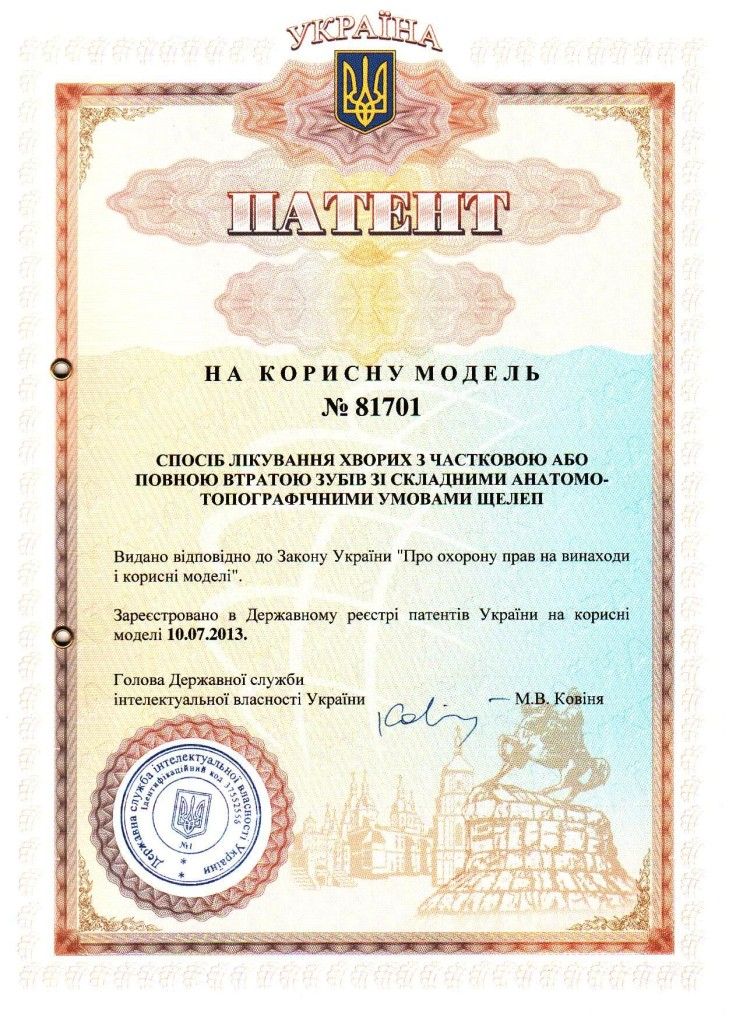 УКРАЇНА
ПАТЕНТ
НА КОРИСНУ МОДЕЛЬ
№ 81701
СПОСІБ ЛІКУВАННЯ ХВОРИХ З ЧАСТКОВОЮ АБО
ПОВНОЮ ВТРАТОЮ ЗУБІВ ЗІ СКЛАДНИМИ АНАТОМО-
ТОПОГРАФІЧНИМИ УМОВАМИ ЩЕЛЕП
Видано відповідно до Закону України "Про охорону прав на винаходи
і корисні моделі".
Зареєстровано в Державному реєстрі патентів України на корисні
моделі 10.07.2013.
Голова Державної служби
інтелектуальної власності України
М.В. Ковіня
Державна служба інтелектуальної власності України
Ідентифікаційний код 37552556
№1